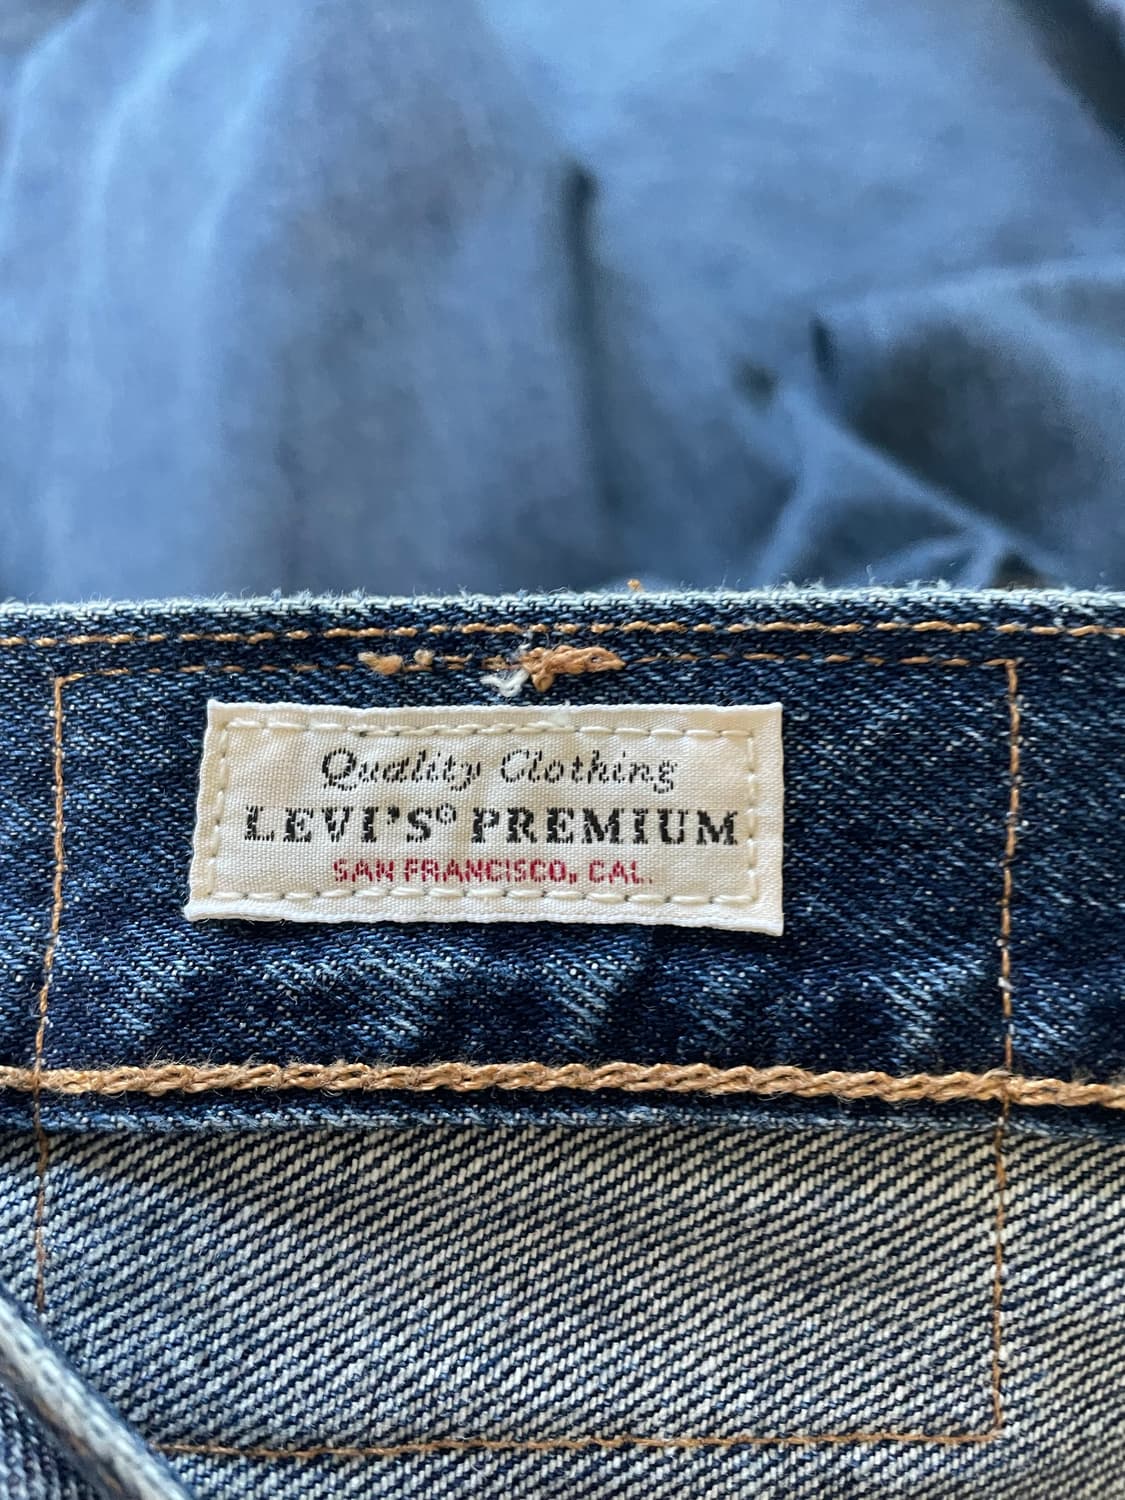 Quality Clothing
LEVI'S® PREMIUM
SAN FRANCISCO, CAL.